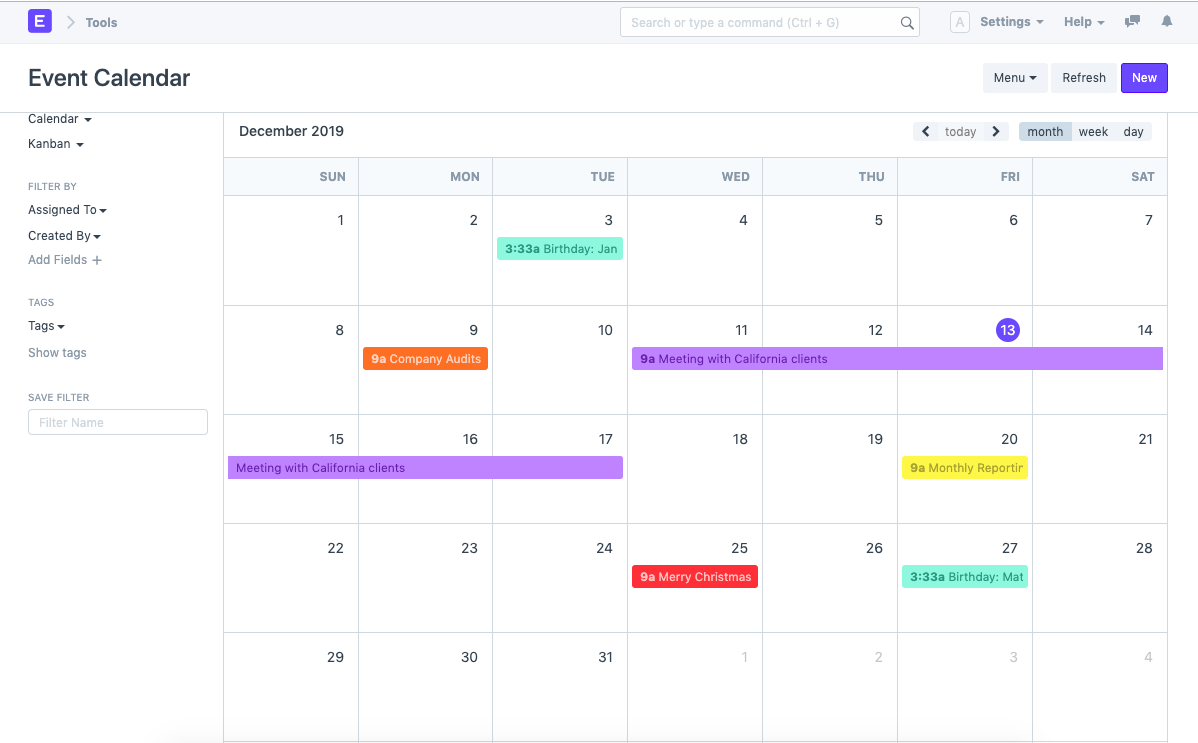 E Tools Search or type a command (Ctrl + G) A Settings Help
Event Calendar Menu Refresh New
Calendar
Kanban
FILTER BY
Assigned To
Created By
Add Fields +
TAGS
Tags
Show tags
SAVE FILTER
Filter Name
December 2019 today month week day
SUN MON TUE WED THU FRI SAT
1 2 3 4 5 6 7
3:33a Birthday: Jan
8 9 10 11 12 13 14
9a Company Audits 9a Meeting with California clients
15 16 17 18 19 20 21
Meeting with California clients 9a Monthly Reportin
22 23 24 25 26 27 28
9a Merry Christmas 3:33a Birthday: Mat
29 30 31 1 2 3 4